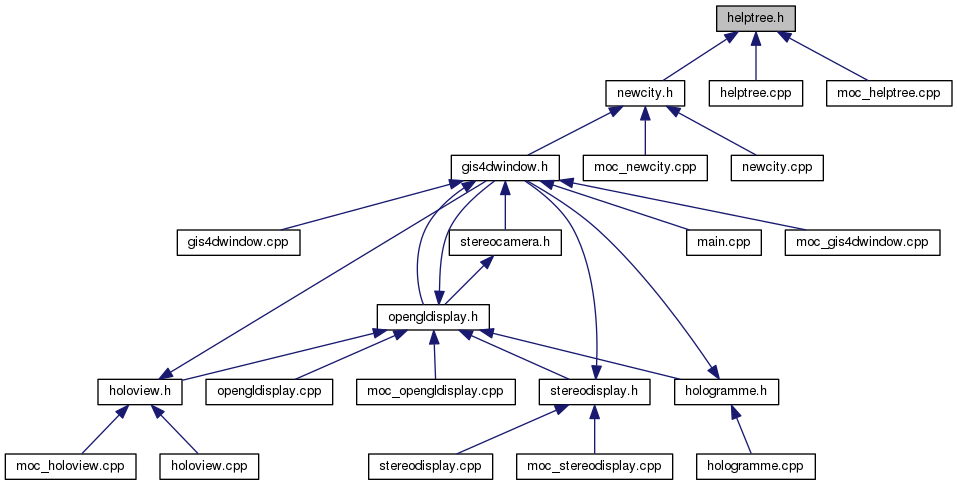 helptree.h
newcity.h
helptree.cpp
moc_helptree.cpp
gis4dwindow.h
moc_newcity.cpp
newcity.cpp
gis4dwindow.cpp
stereocamera.h
main.cpp
moc_gis4dwindow.cpp
opengldisplay.h
holoview.h
opengldisplay.cpp
moc_opengldisplay.cpp
stereodisplay.h
hologramme.h
moc_holoview.cpp
holoview.cpp
stereodisplay.cpp
moc_stereodisplay.cpp
hologramme.cpp